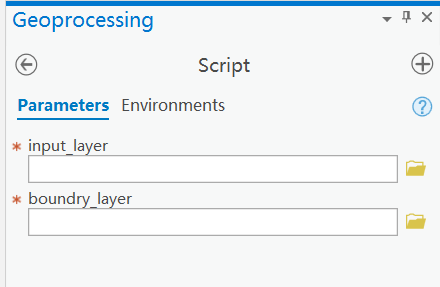 Geoprocessing
Script
Parameters Environments
* input_layer
* boundry_layer